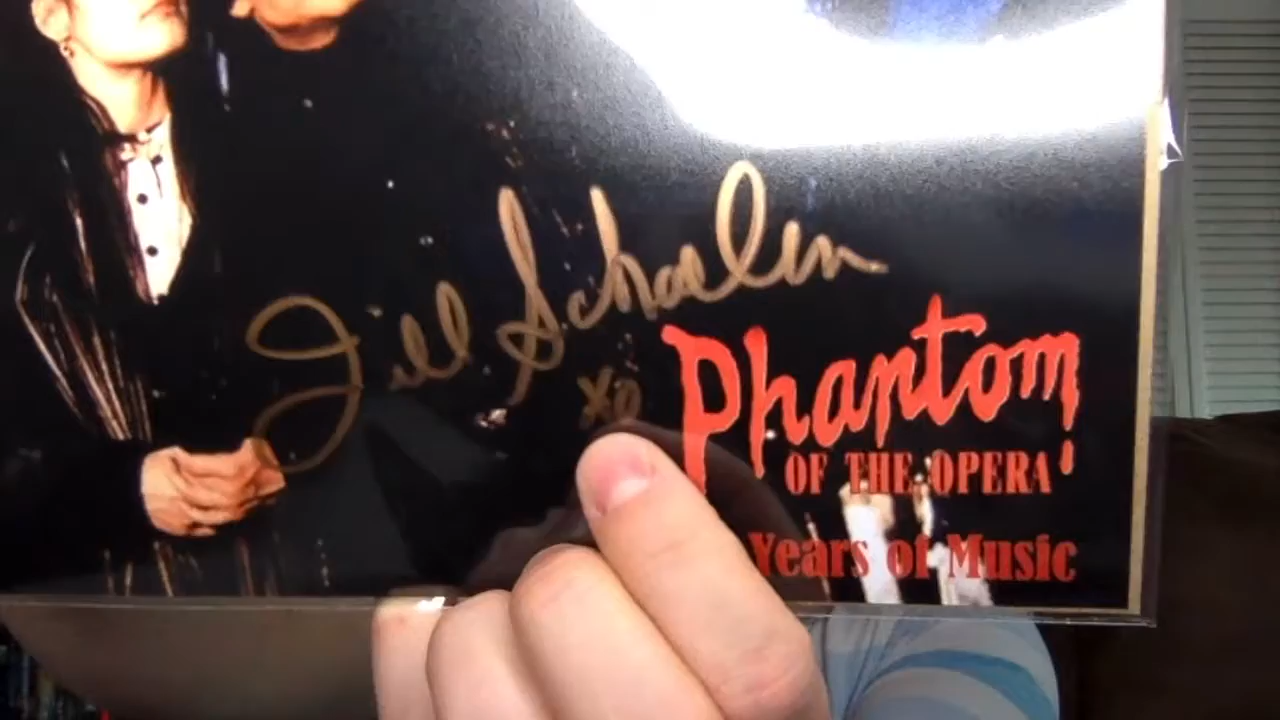 Jill Schoelen
xo
Phantom
OF THE OPERA
Years of Music